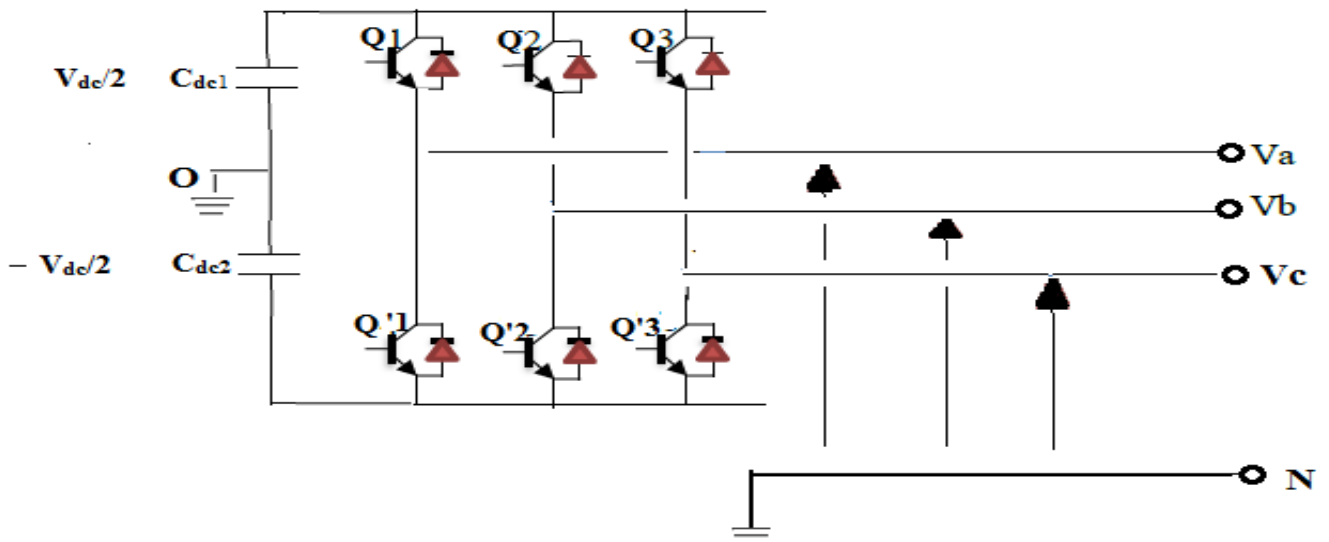 Q1
Q2
Q3
Vdc/2 Cdc1
Va
O
Vb
– Vdc/2 Cdc2
Vc
Q'1
Q'2
Q'3
N